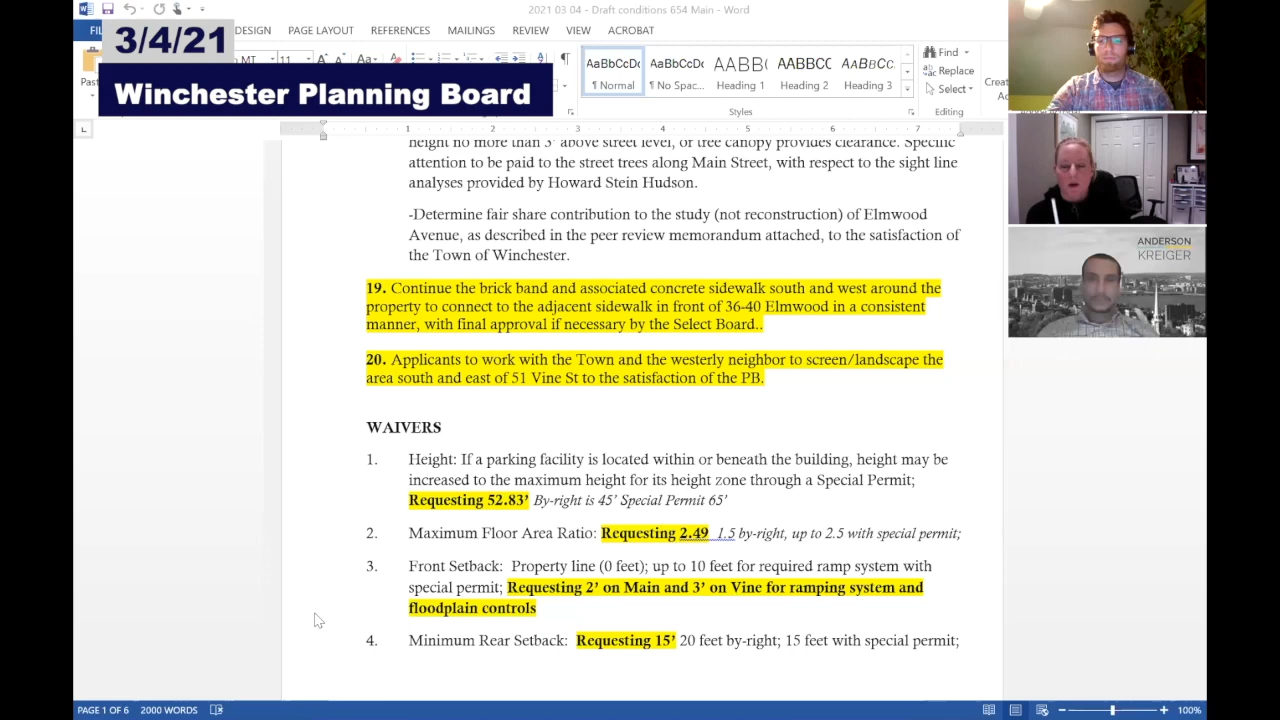 2021 03 04 - Draft conditions 654 Main - Word
3/4/21
DESIGN PAGE LAYOUT REFERENCES MAILINGS REVIEW VIEW ACROBAT
MT 11
Winchester Planning Board
AaBbCcDc AaBbCcDc AABB( AABBCC AABBCC
¶ Normal ¶ No Spac... Heading 1 Heading 2 Heading 3
Find
Replace
Select
Styles
Editing
1 2 3 4 5 6 7
height no more than 3' above street level, or tree canopy provides clearance. Specific
attention to be paid to the street trees along Main Street, with respect to the sight line
analyses provided by Howard Stein Hudson.
-Determine fair share contribution to the study (not reconstruction) of Elmwood
Avenue, as described in the peer review memorandum attached, to the satisfaction of
the Town of Winchester.
19. Continue the brick band and associated concrete sidewalk south and west around the
property to connect to the adjacent sidewalk in front of 36-40 Elmwood in a consistent
manner, with final approval if necessary by the Select Board..
20. Applicants to work with the Town and the westerly neighbor to screen/landscape the
area south and east of 51 Vine St to the satisfaction of the PB.
WAIVERS
1. Height: If a parking facility is located within or beneath the building, height may be
increased to the maximum height for its height zone through a Special Permit;
Requesting 52.83' By-right is 45' Special Permit 65'
2. Maximum Floor Area Ratio: Requesting 2.49 1.5 by-right, up to 2.5 with special permit;
3. Front Setback: Property line (0 feet); up to 10 feet for required ramp system with
special permit; Requesting 2' on Main and 3' on Vine for ramping system and
floodplain controls
4. Minimum Rear Setback: Requesting 15' 20 feet by-right; 15 feet with special permit;
ANDERSON
KREIGER
PAGE 1 OF 6 2000 WORDS
100%